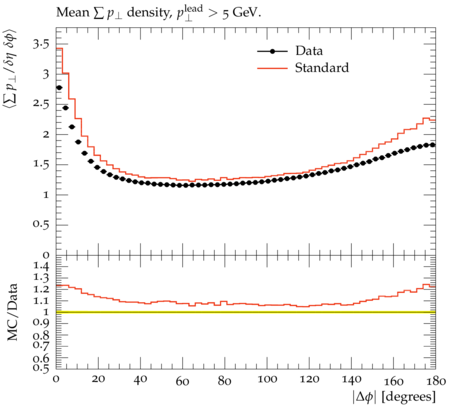 Mean ∑ p⊥ density, p⊥^lead > 5 GeV.
⟨∑ p⊥/δη δϕ⟩
Data
Standard
3.5
3
2.5
2
1.5
1
0.5
0
MC/Data
1.4
1.3
1.2
1.1
1
0.9
0.8
0.7
0.6
0.5
0 20 40 60 80 100 120 140 160 180
|Δϕ| [degrees]